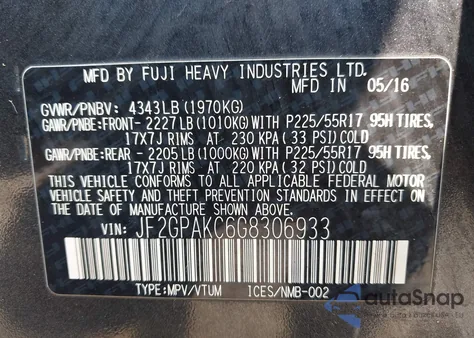 MFD BY FUJI HEAVY INDUSTRIES LTD.
MFD IN 05/16
GVWR/PNBV: 4343LB(1970KG)
GAWR/PNBE:FRONT- 2227LB(1010KG)WITH P225/55R17 95H TIRES,
17X7J RIMS AT 230 KPA(33 PSI)COLD
GAWR/PNBE:REAR - 2205LB(1000KG)WITH P225/55R17 95H TIRES,
17X7J RIMS AT 220 KPA(32 PSI)COLD
THIS VEHICLE CONFORMS TO ALL APPLICABLE FEDERAL MOTOR
VEHICLE SAFETY AND THEFT PREVENTION STANDARDS IN EFFECT
ON THE DATE OF MANUFACTURE SHOWN ABOVE.
VIN: JF2GPAKC6G8306933
TYPE:MPV/VTUM ICES/NMB-002
autoSnap